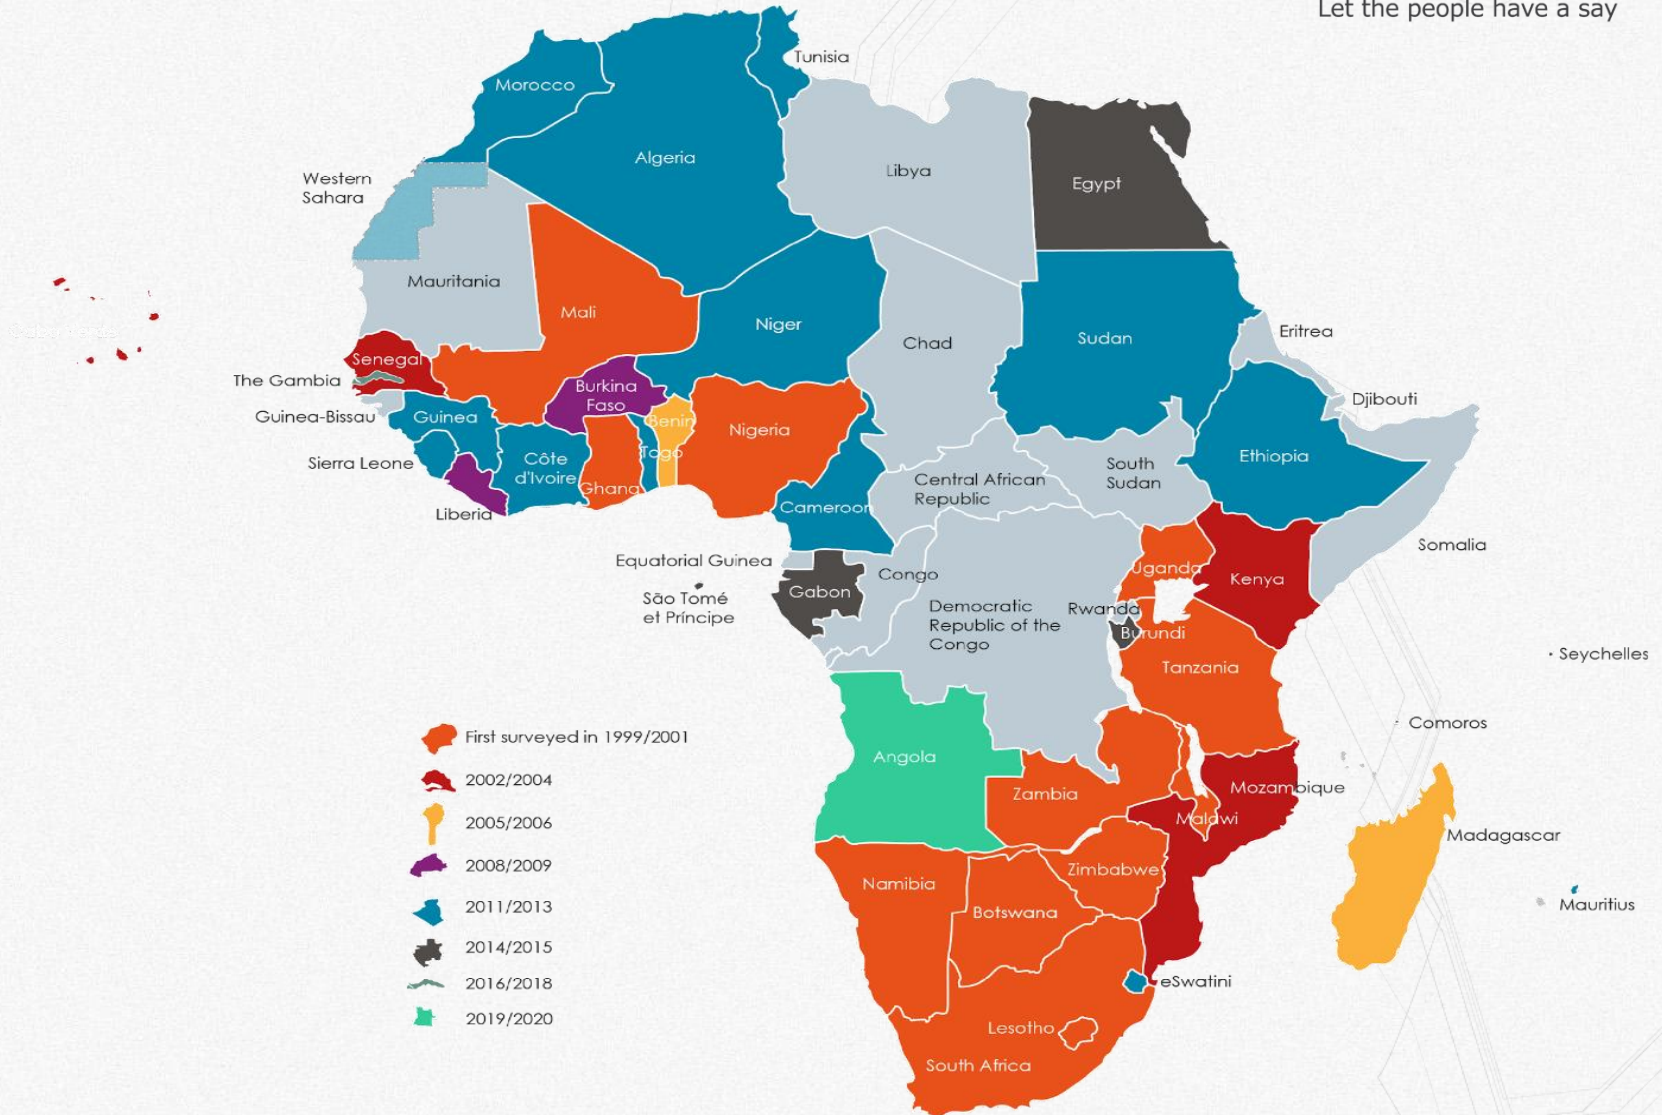 Let the people have a say
Tunisia
Morocco
Algeria
Libya
Egypt
Western
Sahara
Mauritania
Mali
Niger
Chad
Sudan
Eritrea
Senegal
The Gambia
Burkina
Faso
Djibouti
Guinea-Bissau
Guinea
Benin
Nigeria
Ethiopia
Sierra Leone
Côte
d'Ivoire
Togo
Ghana
Central African
Republic
South
Sudan
Liberia
Cameroon
Somalia
Equatorial Guinea
Congo
Uganda
Kenya
São Tomé
et Príncipe
Gabon
Democratic
Republic of the
Congo
Rwanda
Burundi
Tanzania
Seychelles
Comoros
First surveyed in 1999/2001
2002/2004
2005/2006
2008/2009
2011/2013
2014/2015
2016/2018
2019/2020
Angola
Zambia
Mozambique
Malawi
Madagascar
Zimbabwe
Namibia
Botswana
Mauritius
eSwatini
Lesotho
South Africa